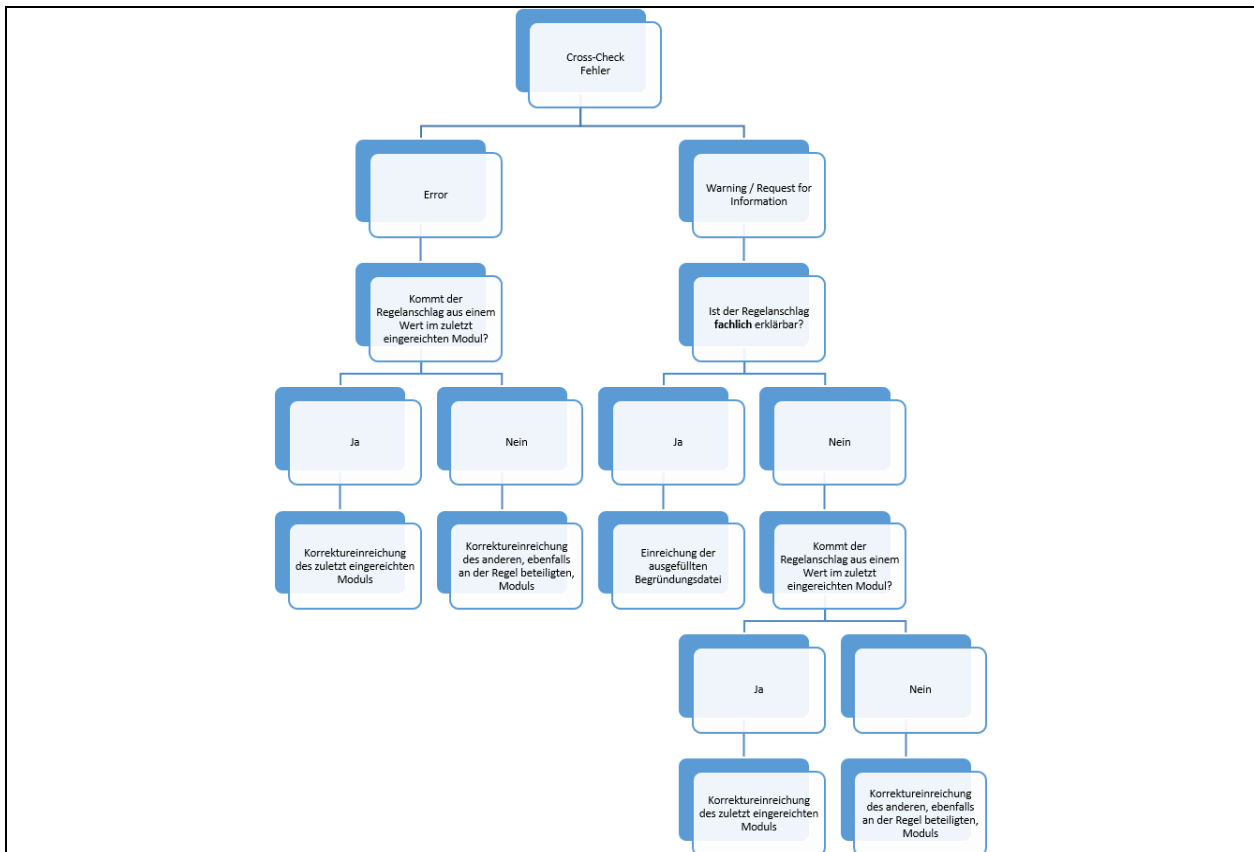 Cross-Check
Fehler
Error
Warning / Request for
Information
Kommt der
Regelanschlag aus einem
Wert im zuletzt
eingereichten Modul?
Ist der Regelanschlag
fachlich erklärbar?
Ja
Nein
Ja
Nein
Korrektureinreichung
des zuletzt eingereichten
Moduls
Korrektureinreichung
des anderen, ebenfalls
an der Regel beteiligten,
Moduls
Einreichung der
ausgefüllten
Begründungsdatei
Kommt der
Regelanschlag aus einem
Wert im zuletzt
eingereichten Modul?
Ja
Nein
Korrektureinreichung
des zuletzt eingereichten
Moduls
Korrektureinreichung
des anderen, ebenfalls
an der Regel beteiligten,
Moduls